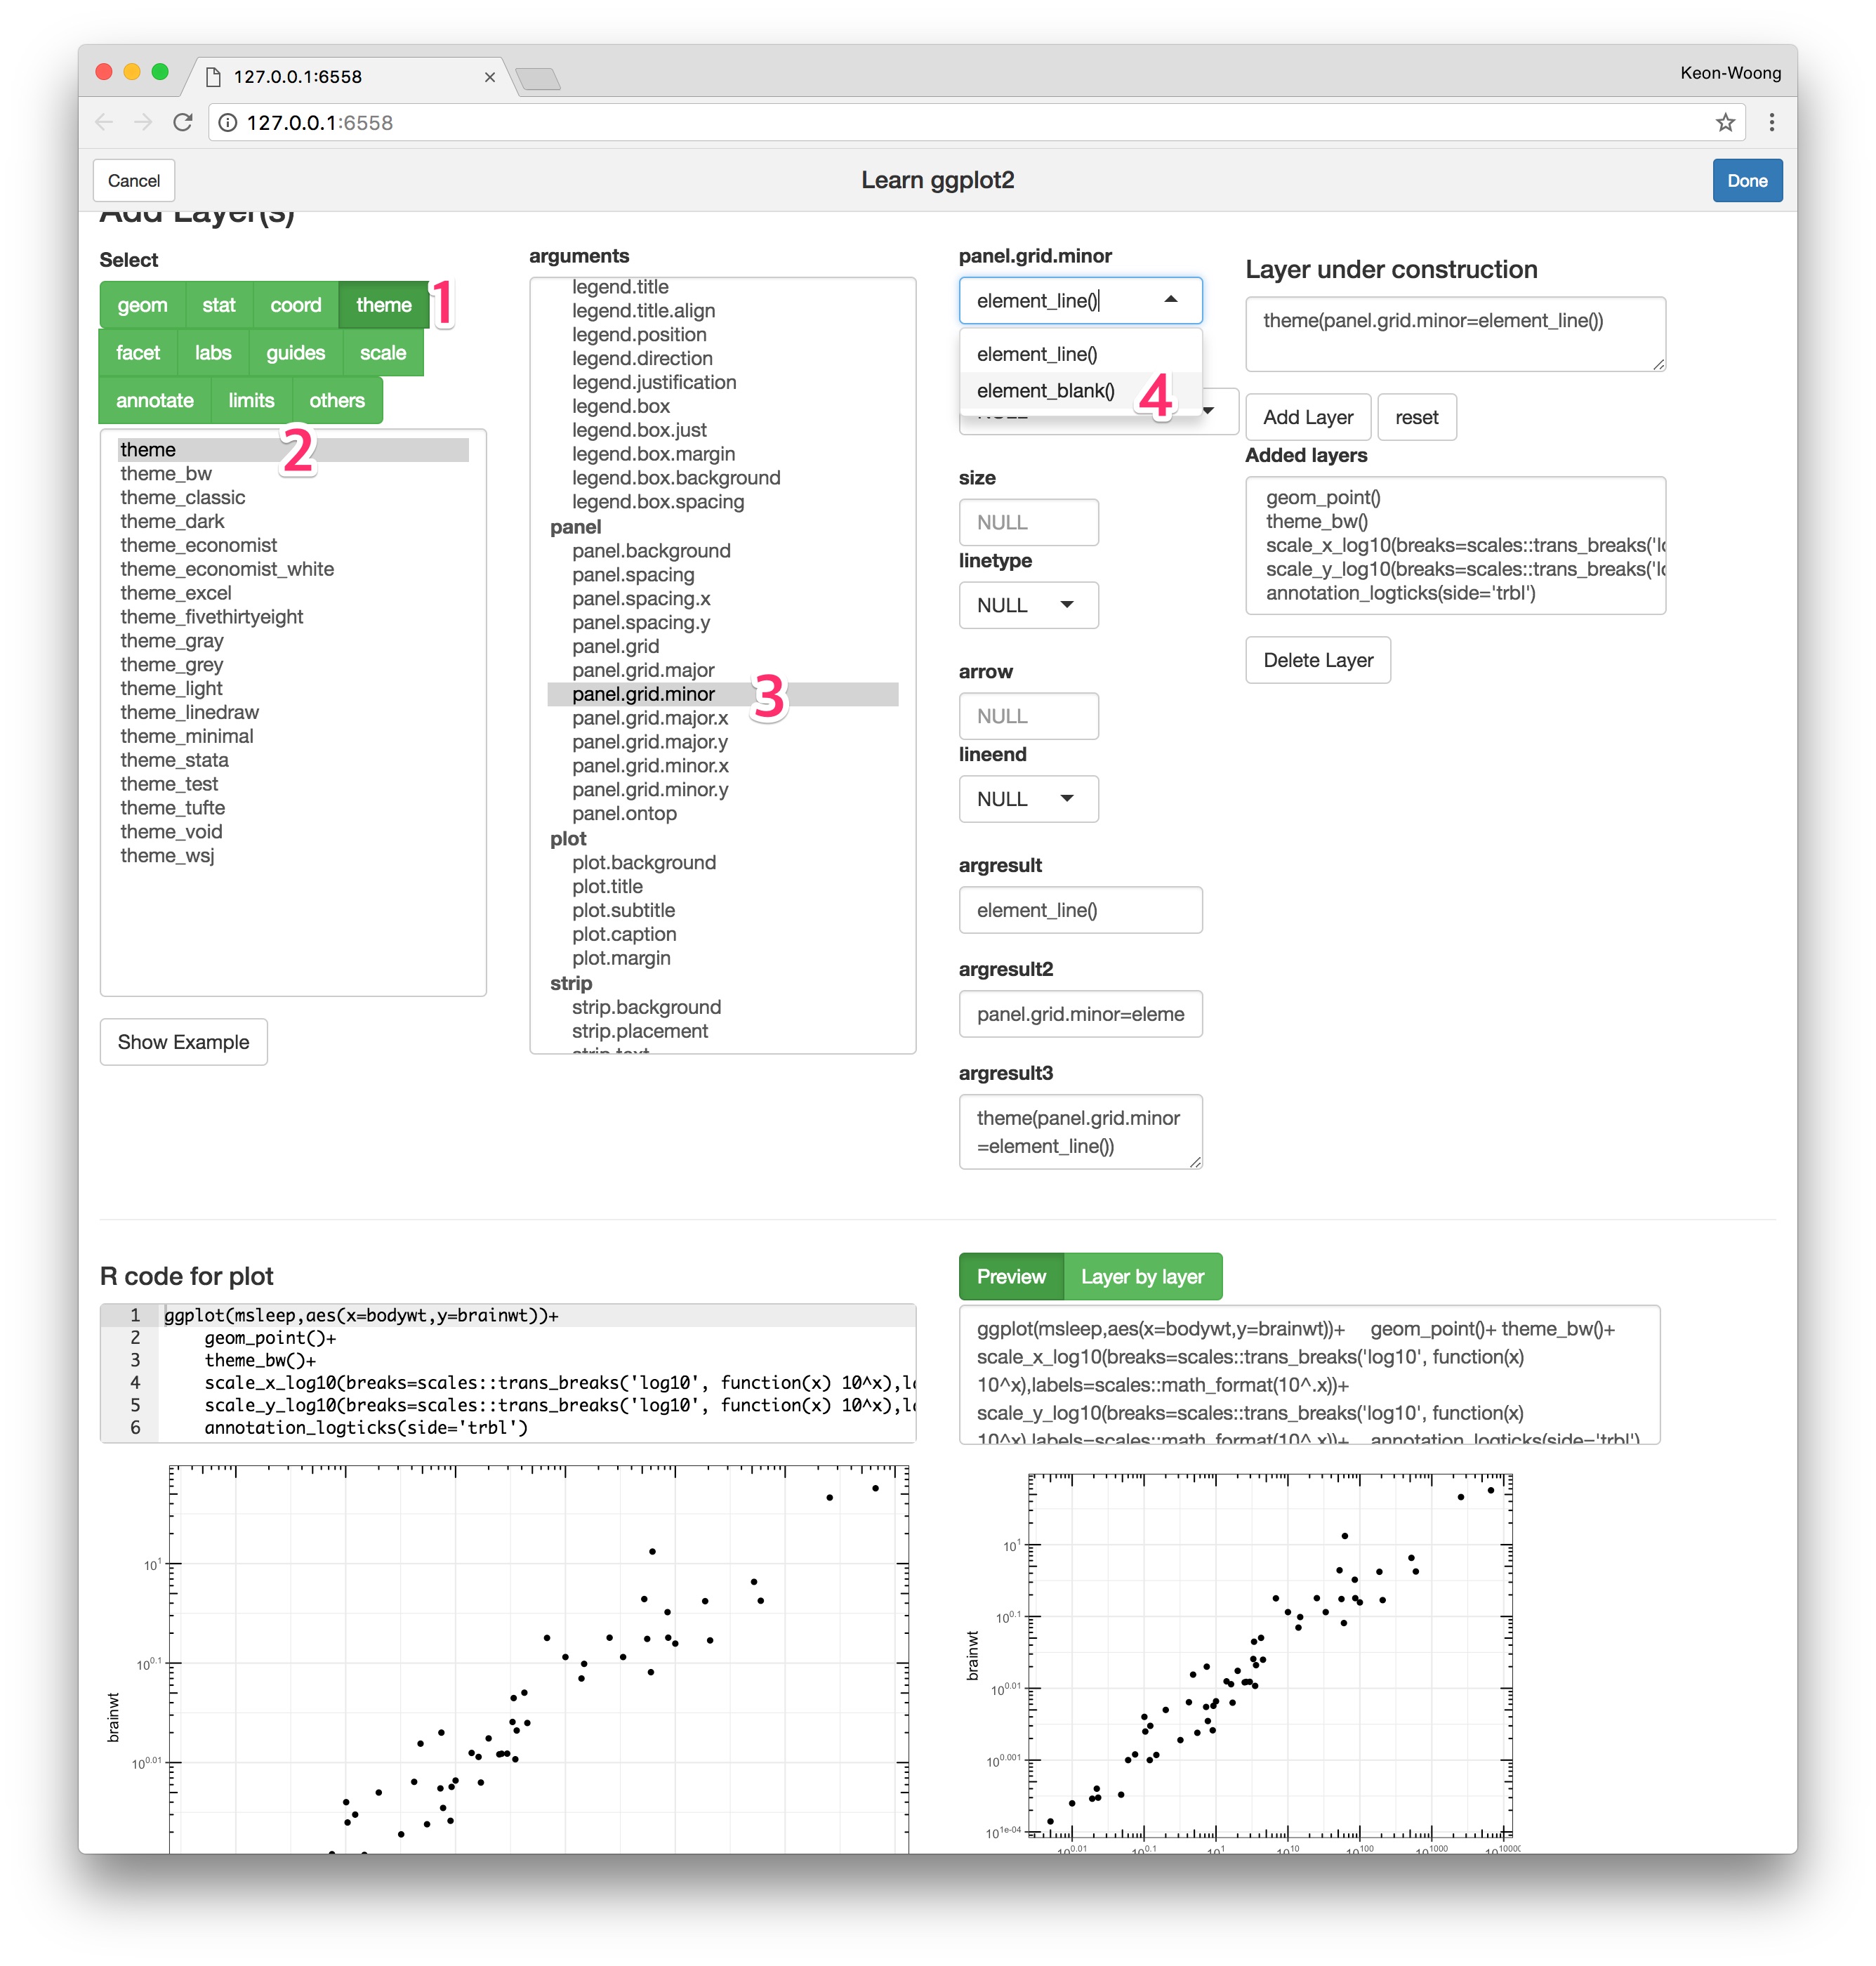 127.0.0.1:6558
Keon-Woong
127.0.0.1:6558
Cancel
Learn ggplot2
Done
Add Layer(s)
Select
geom stat coord theme 1
facet labs guides scale
annotate limits others
2
theme
theme_bw
theme_classic
theme_dark
theme_economist
theme_economist_white
theme_excel
theme_fivethirtyeight
theme_gray
theme_grey
theme_light
theme_linedraw
theme_minimal
theme_stata
theme_test
theme_tufte
theme_void
theme_wsj
Show Example
arguments
legend.title
legend.title.align
legend.position
legend.direction
legend.justification
legend.box
legend.box.just
legend.box.margin
legend.box.background
legend.box.spacing
panel
panel.background
panel.spacing
panel.spacing.x
panel.spacing.y
panel.grid
panel.grid.major
panel.grid.minor 3
panel.grid.major.x
panel.grid.major.y
panel.grid.minor.x
panel.grid.minor.y
panel.ontop
plot
plot.background
plot.title
plot.subtitle
plot.caption
plot.margin
strip
strip.background
strip.placement
strip.text
panel.grid.minor
element_line()
element_line()
element_blank() 4
NULL
size
NULL
linetype
NULL
arrow
NULL
lineend
NULL
argresult
element_line()
argresult2
panel.grid.minor=eleme
argresult3
theme(panel.grid.minor
=element_line())
Layer under construction
theme(panel.grid.minor=element_line())
Add Layer reset
Added layers
geom_point()
theme_bw()
scale_x_log10(breaks=scales::trans_breaks('lo
scale_y_log10(breaks=scales::trans_breaks('lo
annotation_logticks(side='trbl')
Delete Layer
R code for plot
1 ggplot(msleep,aes(x=bodywt,y=brainwt))+
2 geom_point()+
3 theme_bw()+
4 scale_x_log10(breaks=scales::trans_breaks('log10', function(x) 10^x),la
5 scale_y_log10(breaks=scales::trans_breaks('log10', function(x) 10^x),la
6 annotation_logticks(side='trbl')
10^1
10^0.1
10^0.01
brainwt
Preview Layer by layer
ggplot(msleep,aes(x=bodywt,y=brainwt))+ geom_point()+ theme_bw()+
scale_x_log10(breaks=scales::trans_breaks('log10', function(x)
10^x),labels=scales::math_format(10^.x))+
scale_y_log10(breaks=scales::trans_breaks('log10', function(x)
10^x),labels=scales::math_format(10^.x))+ annotation_logticks(side='trbl')
10^1
10^0.1
10^0.01
10^0.001
10^1e-04
brainwt
10^0.01 10^0.1 10^1 10^10 10^100 10^1000 10^10000